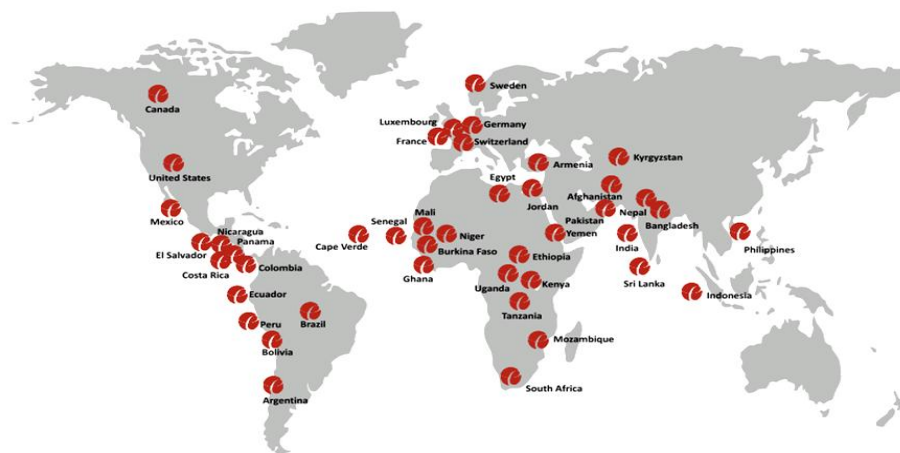 Sweden
Canada
Luxembourg
Germany
France
Switzerland
Kyrgyzstan
Armenia
United States
Egypt
Afghanistan
Jordan
Mexico
Mali
Senegal
Pakistan
Nepal
Nicaragua
Niger
Yemen
Bangladesh
Panama
Cape Verde
Burkina Faso
India
Philippines
El Salvador
Ethiopia
Colombia
Costa Rica
Ghana
Uganda
Kenya
Sri Lanka
Ecuador
Indonesia
Tanzania
Peru
Brazil
Mozambique
Bolivia
South Africa
Argentina